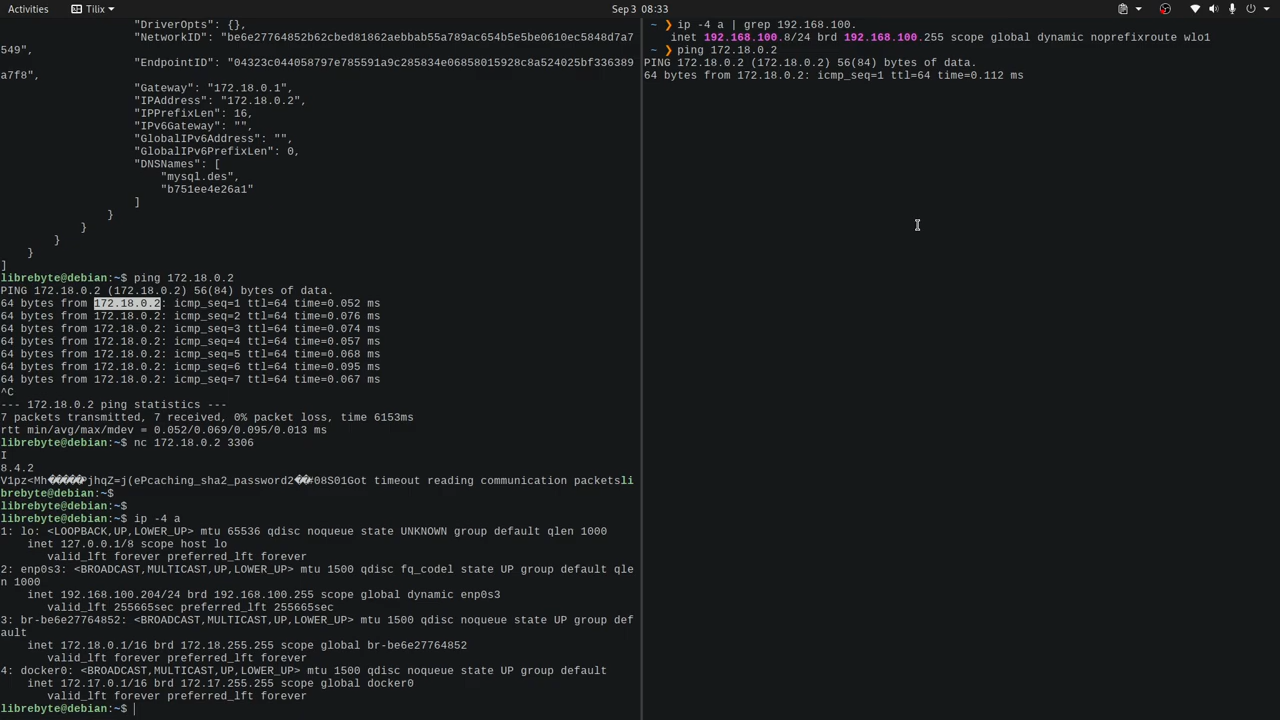 Activities
Tilix
Sep 3 08:33
"DriverOpts": {},
"NetworkID": "be6e27764852b62cbed81862aebbab55a789ac654b5e5be0610ec5848d7a7
549",
"EndpointID": "04323c044058797e785591a9c285834e06858015928c8a524025bf336389
a7f8",
"Gateway": "172.18.0.1",
"IPAddress": "172.18.0.2",
"IPPrefixLen": 16,
"IPv6Gateway": "",
"GlobalIPv6Address": "",
"GlobalIPv6PrefixLen": 0,
"DNSNames": [
"mysql.des",
"b751ee4e26a1"
]
}
}
}
}
]
librebyte@debian:~$ ping 172.18.0.2
PING 172.18.0.2 (172.18.0.2) 56(84) bytes of data.
64 bytes from 172.18.0.2: icmp_seq=1 ttl=64 time=0.052 ms
64 bytes from 172.18.0.2: icmp_seq=2 ttl=64 time=0.076 ms
64 bytes from 172.18.0.2: icmp_seq=3 ttl=64 time=0.074 ms
64 bytes from 172.18.0.2: icmp_seq=4 ttl=64 time=0.057 ms
64 bytes from 172.18.0.2: icmp_seq=5 ttl=64 time=0.068 ms
64 bytes from 172.18.0.2: icmp_seq=6 ttl=64 time=0.095 ms
64 bytes from 172.18.0.2: icmp_seq=7 ttl=64 time=0.067 ms
^C
--- 172.18.0.2 ping statistics ---
7 packets transmitted, 7 received, 0% packet loss, time 6153ms
rtt min/avg/max/mdev = 0.052/0.069/0.095/0.013 ms
librebyte@debian:~$ nc 172.18.0.2 3306
I
8.4.2
V1pz<Mh�����PjhqZ=j(ePcaching_sha2_password2��#08S01Got timeout reading communication packetsli
brebyte@debian:~$
librebyte@debian:~$
librebyte@debian:~$ ip -4 a
1: lo: <LOOPBACK,UP,LOWER_UP> mtu 65536 qdisc noqueue state UNKNOWN group default qlen 1000
inet 127.0.0.1/8 scope host lo
valid_lft forever preferred_lft forever
2: enp0s3: <BROADCAST,MULTICAST,UP,LOWER_UP> mtu 1500 qdisc fq_codel state UP group default qle
n 1000
inet 192.168.100.204/24 brd 192.168.100.255 scope global dynamic enp0s3
valid_lft 255665sec preferred_lft 255665sec
3: br-be6e27764852: <BROADCAST,MULTICAST,UP,LOWER_UP> mtu 1500 qdisc noqueue state UP group def
ault
inet 172.18.0.1/16 brd 172.18.255.255 scope global br-be6e27764852
valid_lft forever preferred_lft forever
4: docker0: <BROADCAST,MULTICAST,UP,LOWER_UP> mtu 1500 qdisc noqueue state UP group default
inet 172.17.0.1/16 brd 172.17.255.255 scope global docker0
valid_lft forever preferred_lft forever
librebyte@debian:~$
~ ❯ ip -4 a | grep 192.168.100.
inet 192.168.100.8/24 brd 192.168.100.255 scope global dynamic noprefixroute wlo1
~ ❯ ping 172.18.0.2
PING 172.18.0.2 (172.18.0.2) 56(84) bytes of data.
64 bytes from 172.18.0.2: icmp_seq=1 ttl=64 time=0.112 ms